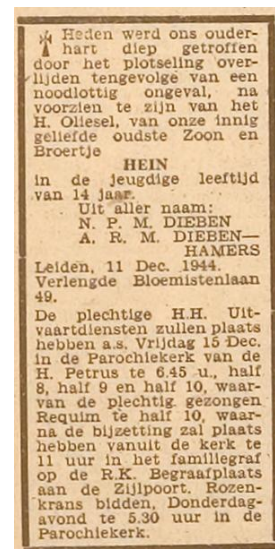 Heden werd ons ouder-
hart diep getroffen
door het plotseling over-
lijden tengevolge van een
noodlottig ongeval, na
voorzien te zijn van het
H. Oliesel, van onze innig
geliefde oudste Zoon en
Broertje
HEIN
in de jeugdige leeftijd
van 14 jaar.
Uit aller naam:
N. P. M. DIEBEN
A. R. M. DIEBEN—
HAMERS
Leiden, 11 Dec. 1944.
Verlengde Bloemistenlaan
49.
De plechtige H.H. Uit-
vaartdiensten zullen plaats
hebben a.s. Vrijdag 15 Dec.
in de Parochiekerk van de
H. Petrus te 6.45 u., half
8, half 9 en half 10, waar-
van de plechtig gezongen
Requim te half 10, waar-
na de bijzetting zal plaats
hebben vanuit de kerk te
11 uur in het familiegraf
op de R.K. Begraafplaats
aan de Zijlpoort. Rozen-
krans bidden, Donderdag-
avond te 5.30 uur in de
Parochiekerk.